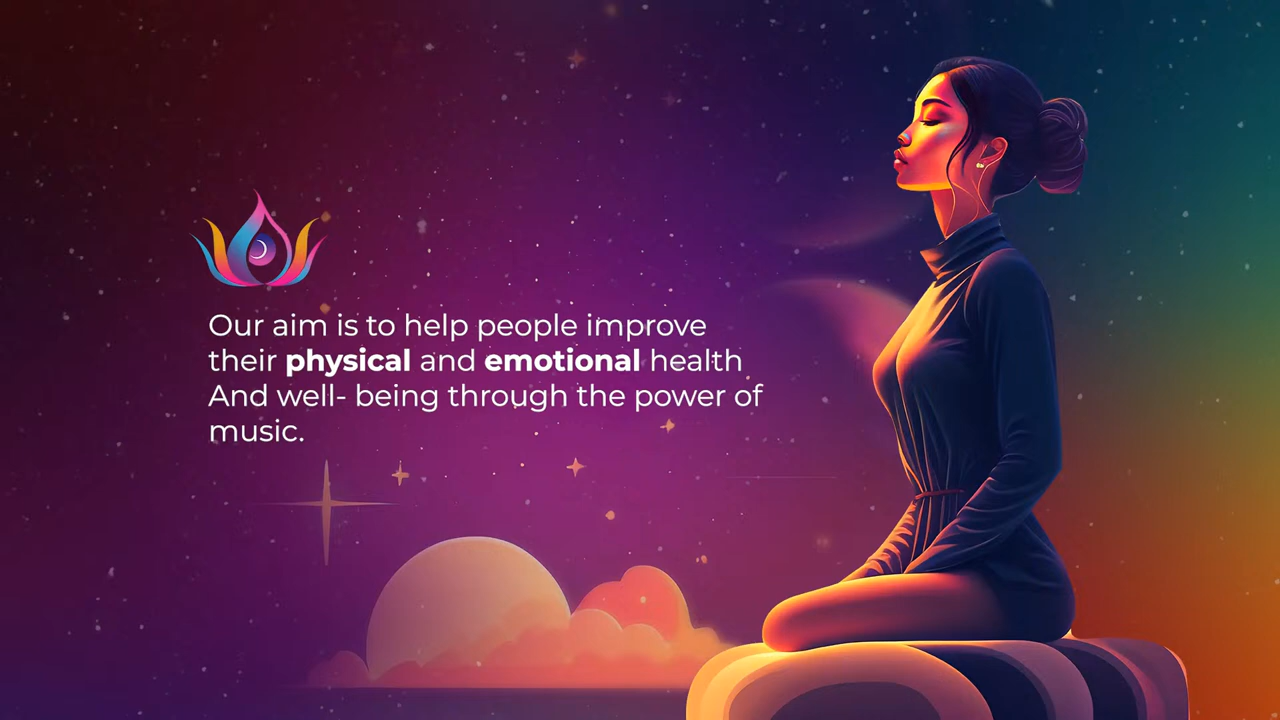 Our aim is to help people improve
their physical and emotional health
And well- being through the power of
music.